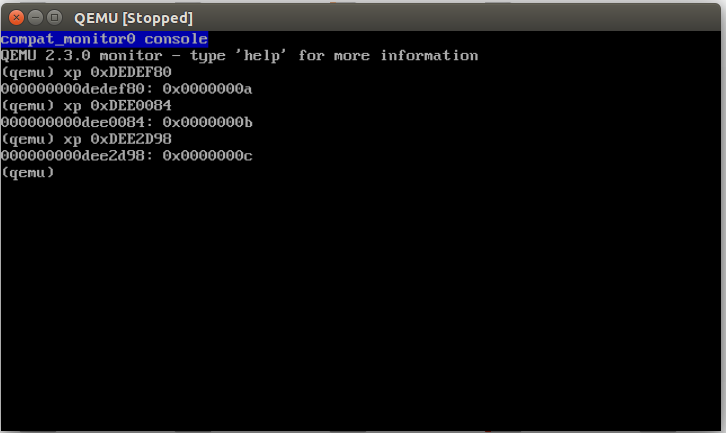 QEMU [Stopped]
compat_monitor0 console
QEMU 2.3.0 monitor - type 'help' for more information
(qemu) xp 0xDEDEF80
000000000dedef80: 0x0000000a
(qemu) xp 0xDEE0084
000000000dee0084: 0x0000000b
(qemu) xp 0xDEE2D98
000000000dee2d98: 0x0000000c
(qemu)